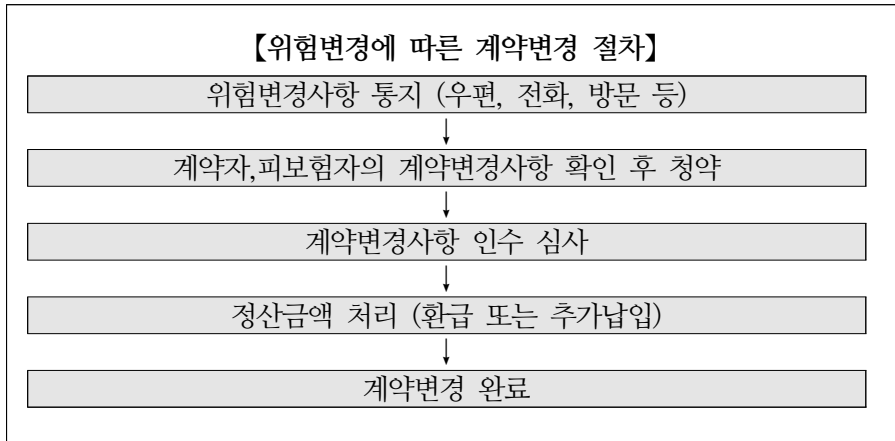 【위험변경에 따른 계약변경 절차】
위험변경사항 통지 (우편, 전화, 방문 등)
계약자,피보험자의 계약변경사항 확인 후 청약
계약변경사항 인수 심사
정산금액 처리 (환급 또는 추가납입)
계약변경 완료